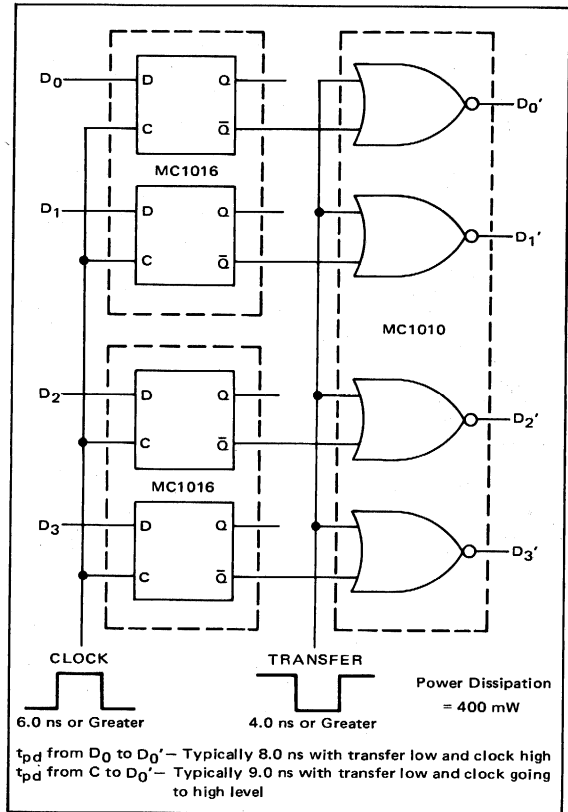 D0 D Q D0'
C Q̅
MC1016
D1 D Q D1'
C Q̅
MC1010
D2 D Q D2'
C Q̅
MC1016
D3 D Q D3'
C Q̅
CLOCK TRANSFER
Power Dissipation
= 400 mW
6.0 ns or Greater 4.0 ns or Greater
tpd from D0 to D0' – Typically 8.0 ns with transfer low and clock high
tpd from C to D0' – Typically 9.0 ns with transfer low and clock going
to high level